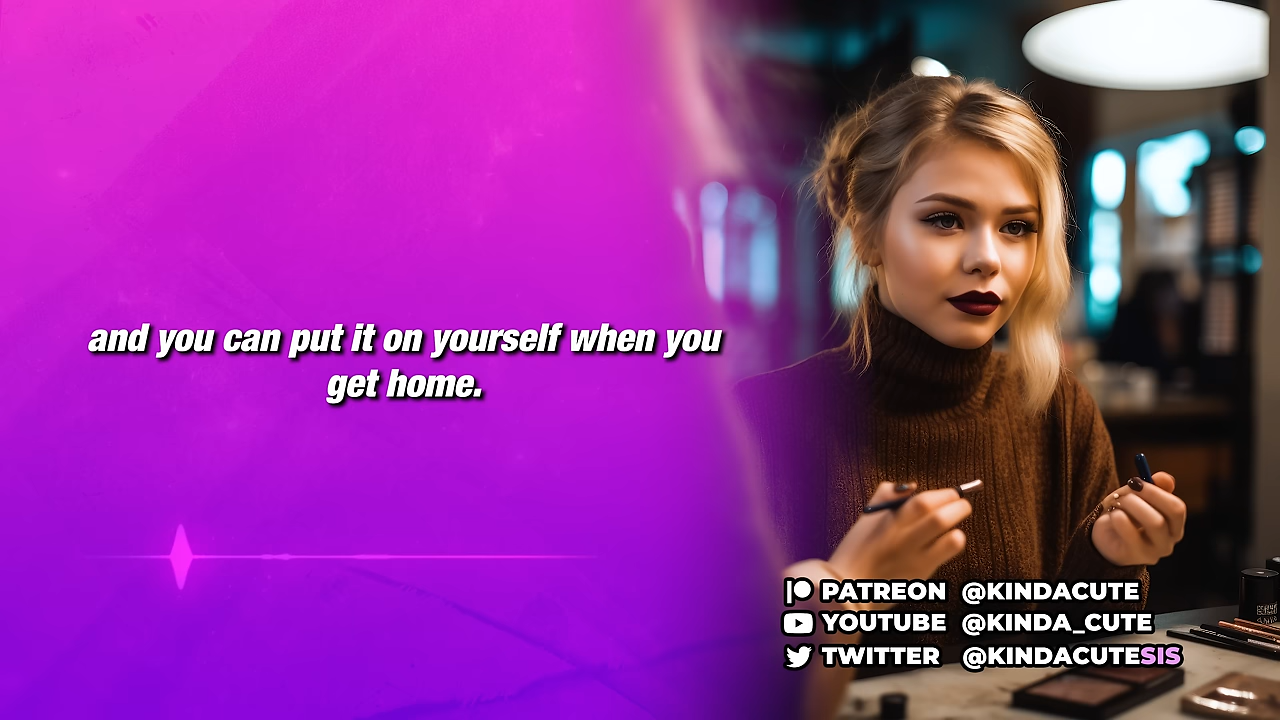 and you can put it on yourself when you
get home.
PATREON @KINDACUTE
YOUTUBE @KINDA_CUTE
TWITTER @KINDACUTESIS